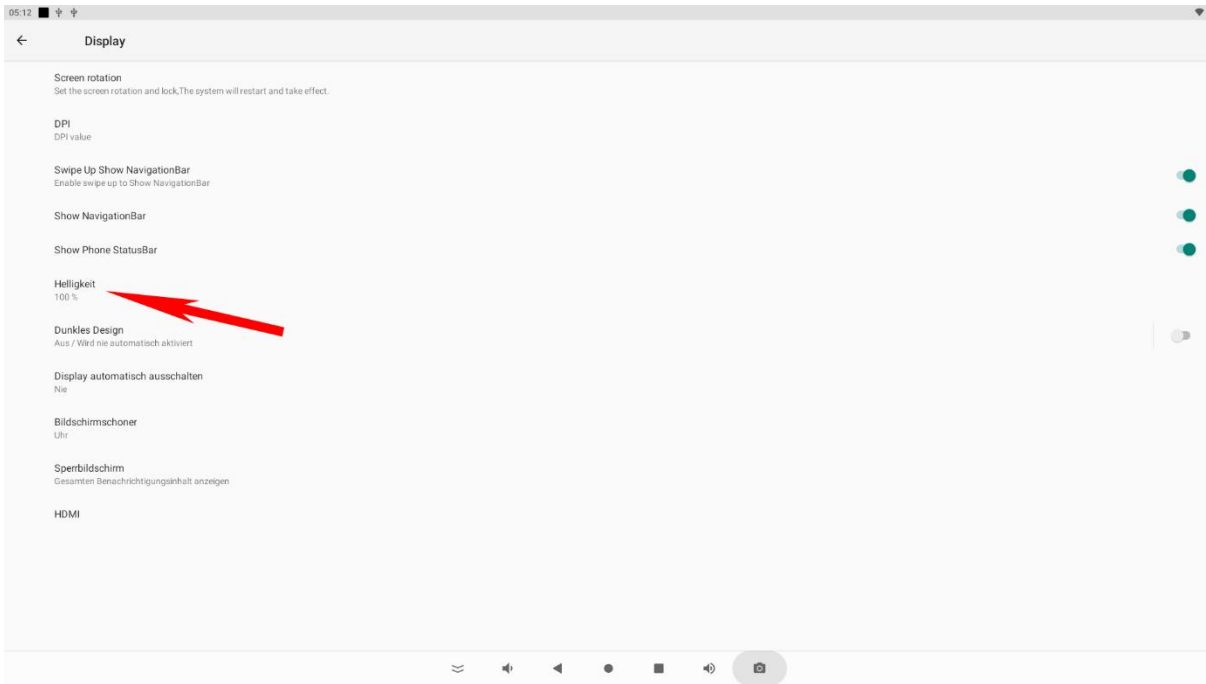 05:12
Display
Screen rotation
Set the screen rotation and lock,The system will restart and take effect.
DPI
DPI value
Swipe Up Show NavigationBar
Enable swipe up to Show NavigationBar
Show NavigationBar
Show Phone StatusBar
Helligkeit
100 %
Dunkles Design
Aus / Wird nie automatisch aktiviert
Display automatisch ausschalten
Nie
Bildschirmschoner
Uhr
Sperrbildschirm
Gesamten Benachrichtigungsinhalt anzeigen
HDMI